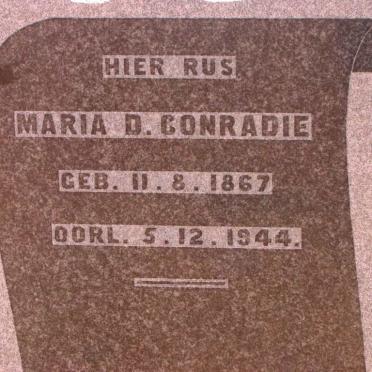 HIER RUS
MARIA D. CONRADIE
GEB. 11.8.1867
OORL. 5.12.1944.